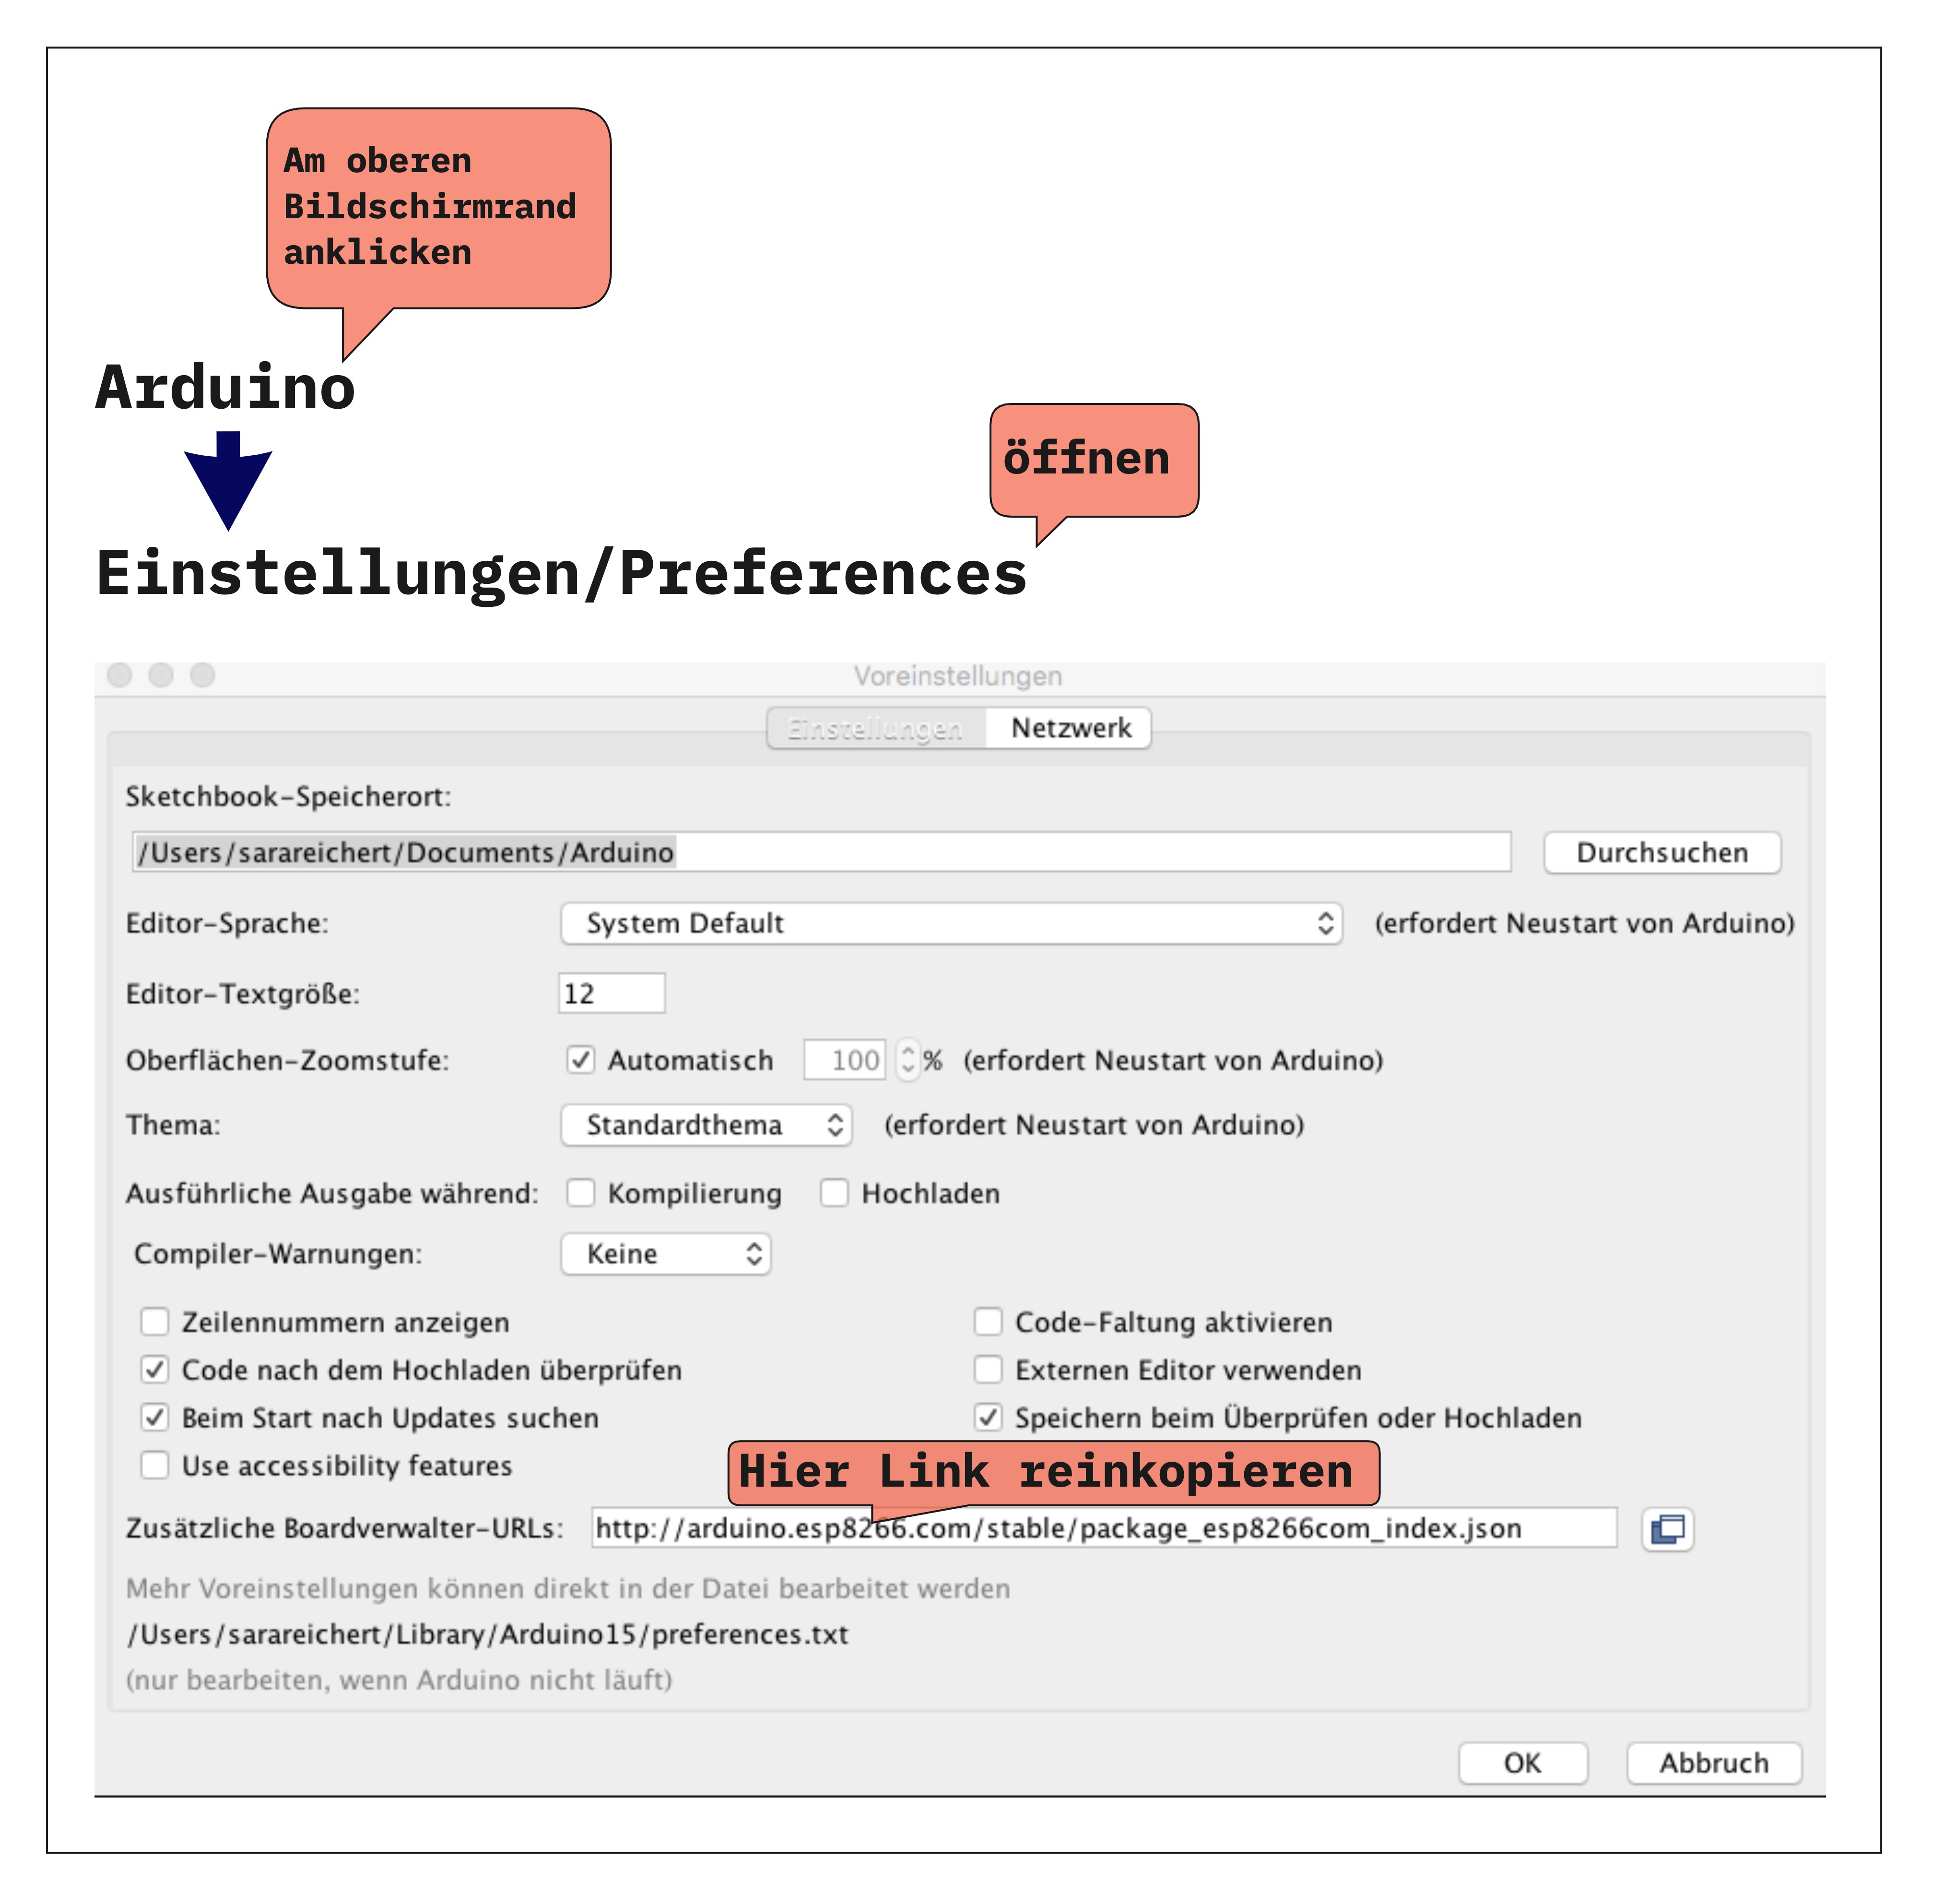 Am oberen
Bildschirmrand
anklicken
Arduino
öffnen
Einstellungen/Preferences
Voreinstellungen
Einstellungen Netzwerk
Sketchbook-Speicherort:
/Users/sarareichert/Documents/Arduino Durchsuchen
Editor-Sprache: System Default (erfordert Neustart von Arduino)
Editor-Textgröße: 12
Oberflächen-Zoomstufe: Automatisch 100 % (erfordert Neustart von Arduino)
Thema: Standardthema (erfordert Neustart von Arduino)
Ausführliche Ausgabe während: Kompilierung Hochladen
Compiler-Warnungen: Keine
Zeilennummern anzeigen Code-Faltung aktivieren
Code nach dem Hochladen überprüfen Externen Editor verwenden
Beim Start nach Updates suchen Speichern beim Überprüfen oder Hochladen
Use accessibility features Hier Link reinkopieren
Zusätzliche Boardverwalter-URLs: http://arduino.esp8266.com/stable/package_esp8266com_index.json
Mehr Voreinstellungen können direkt in der Datei bearbeitet werden
/Users/sarareichert/Library/Arduino15/preferences.txt
(nur bearbeiten, wenn Arduino nicht läuft)
OK Abbruch